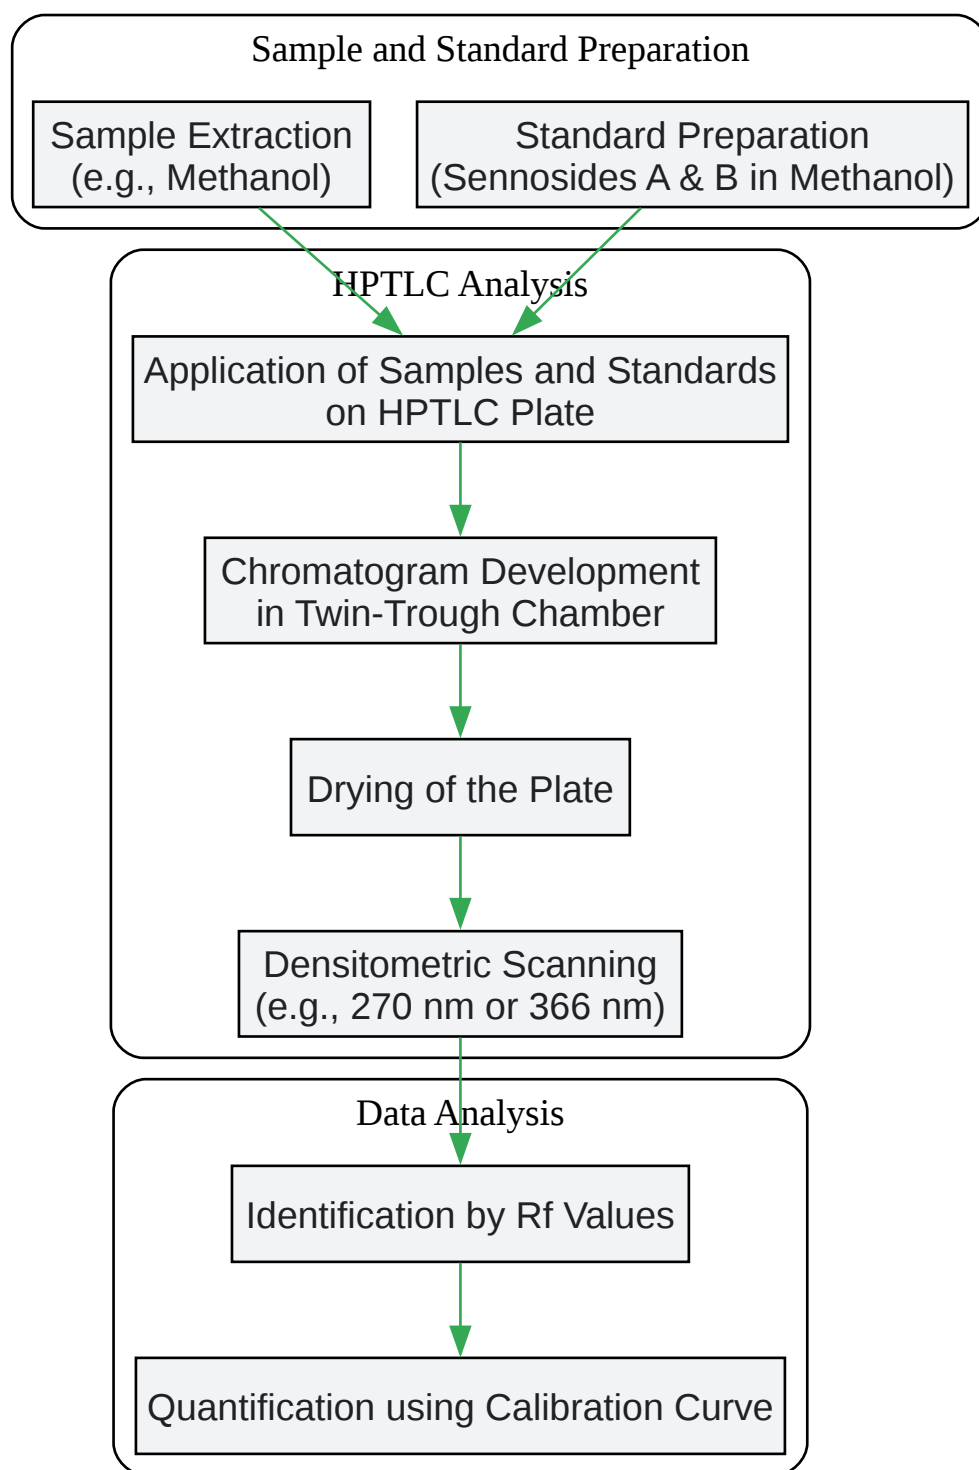 Sample and Standard Preparation
Sample Extraction
(e.g., Methanol)
Standard Preparation
(Sennosides A & B in Methanol)
HPTLC Analysis
Application of Samples and Standards
on HPTLC Plate
Chromatogram Development
in Twin-Trough Chamber
Drying of the Plate
Densitometric Scanning
(e.g., 270 nm or 366 nm)
Data Analysis
Identification by Rf Values
Quantification using Calibration Curve